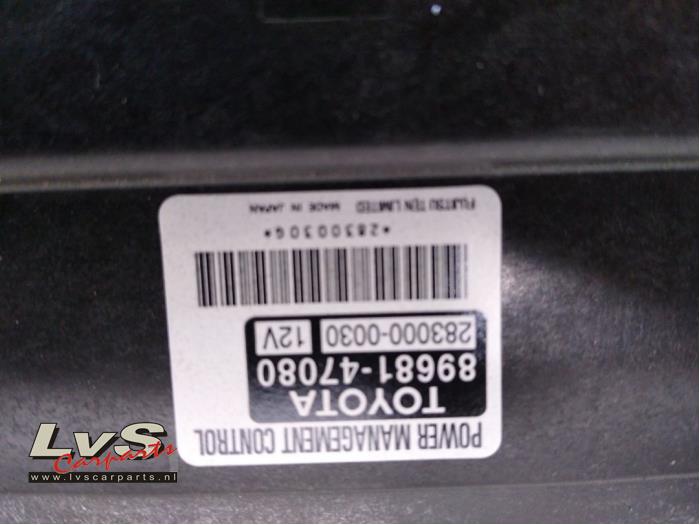 POWER MANAGEMENT CONTROL
TOYOTA
89681-47080
283000-0030 12V
*2830030G*
FUJITSU TEN LIMITED MADE IN JAPAN
LVS
Carparts
www.lvscarparts.nl